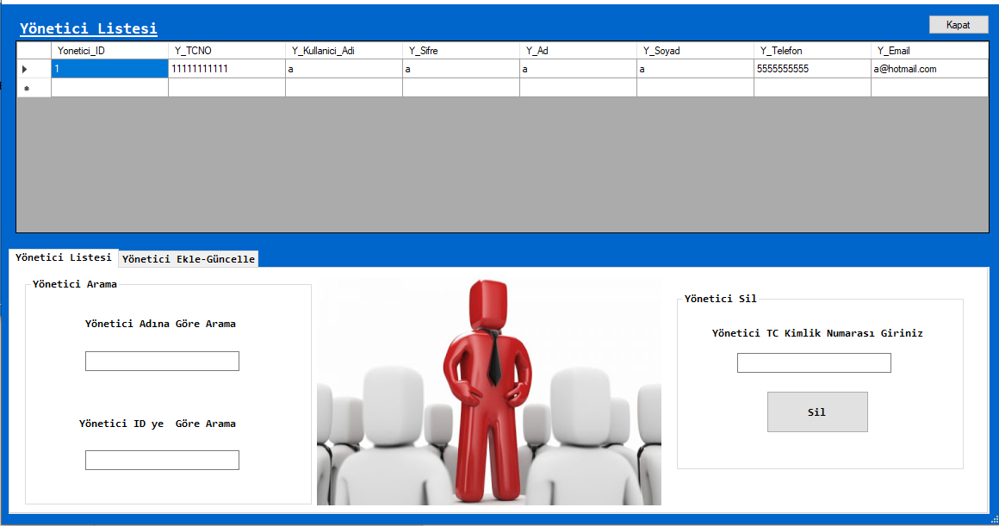 Yönetici Listesi
Kapat
Yonetici_ID Y_TCNO Y_Kullanici_Adi Y_Sifre Y_Ad Y_Soyad Y_Telefon Y_Email
1 11111111111 a a a a 5555555555 a@hotmail.com
Yönetici Listesi Yönetici Ekle-Güncelle
Yönetici Arama
Yönetici Adına Göre Arama
Yönetici ID ye Göre Arama
Yönetici Sil
Yönetici TC Kimlik Numarası Giriniz
Sil